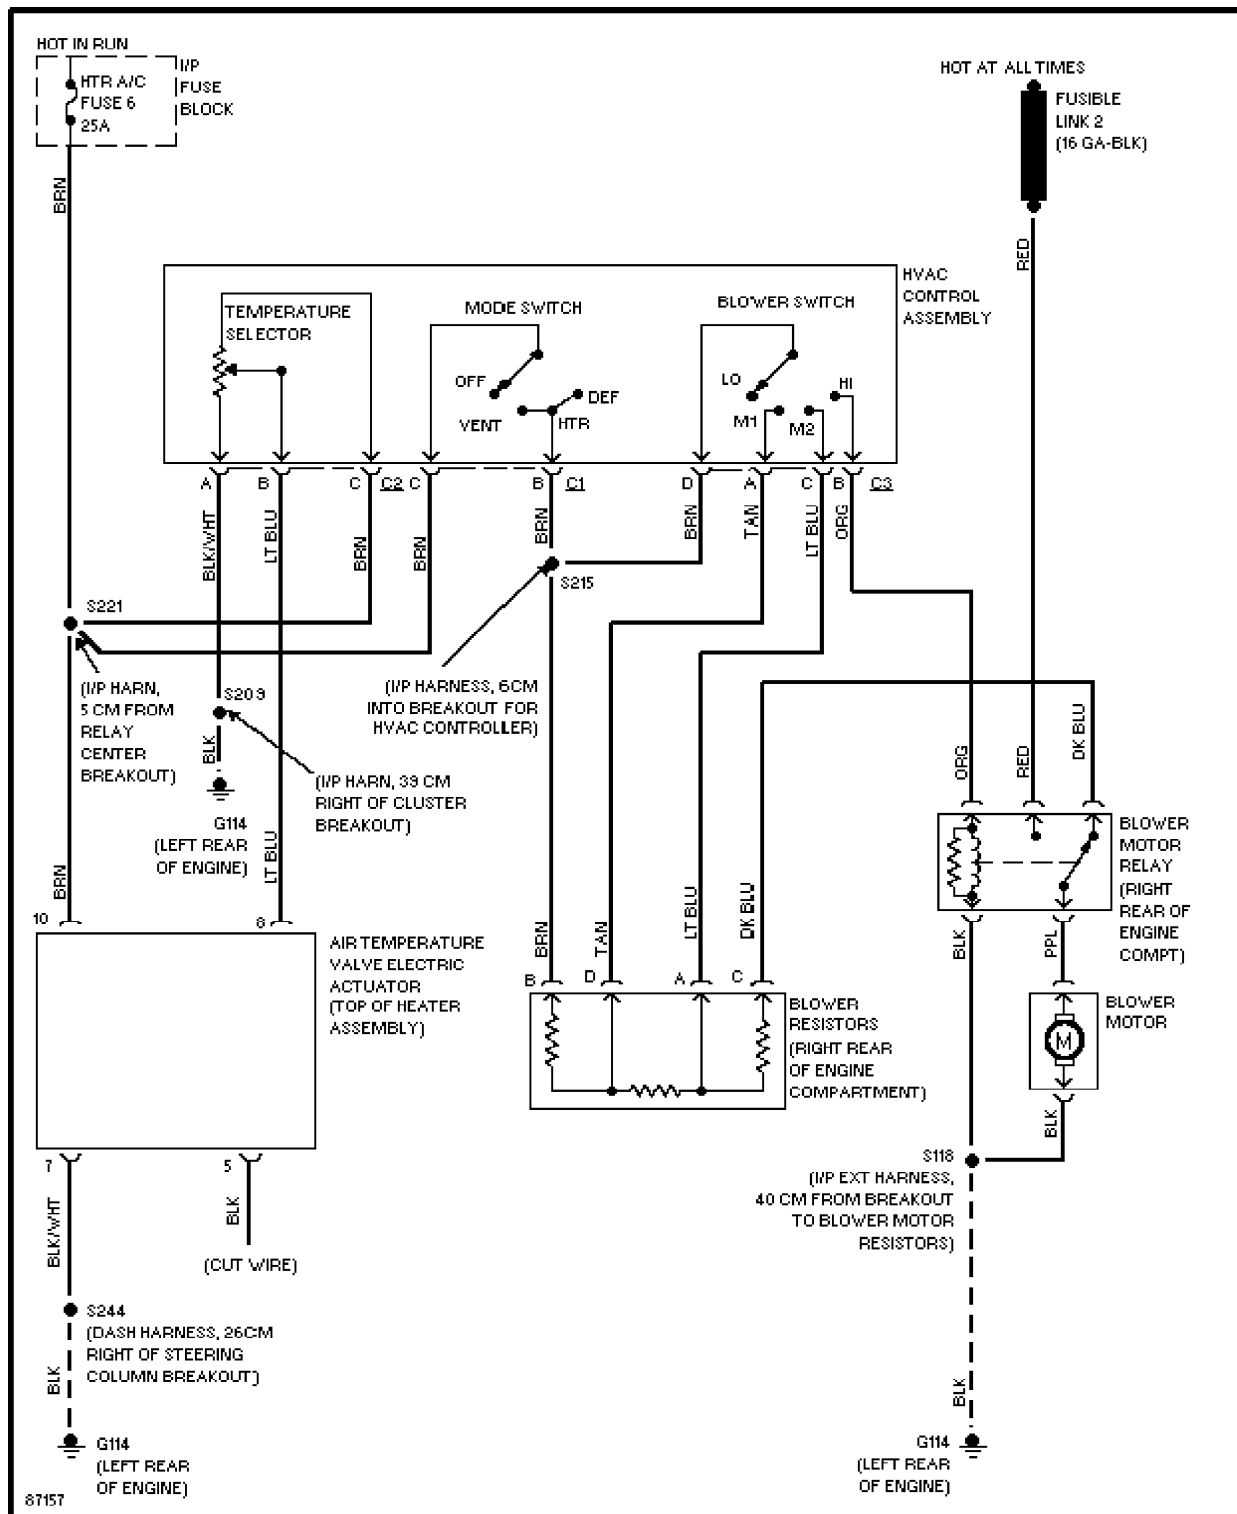 HOT IN RUN
HTR A/C
FUSE 6
25A
I/P
FUSE
BLOCK
HOT AT ALL TIMES
FUSIBLE
LINK 2
(16 GA-BLK)
BRN
RED
HVAC
CONTROL
ASSEMBLY
TEMPERATURE
SELECTOR
MODE SWITCH
OFF
VENT
HTR
DEF
BLOWER SWITCH
LO
M1
M2
HI
A
B
C
C2
C
B
C1
D
A
C
B
C3
BLK/WHT
LT BLU
BRN
BRN
BRN
BRN
TAN
LT BLU
ORG
S221
S215
(I/P HARN,
5 CM FROM
RELAY
CENTER
BREAKOUT)
S209
(I/P HARNESS, 6CM
INTO BREAKOUT FOR
HVAC CONTROLLER)
BLK
(I/P HARN, 39 CM
RIGHT OF CLUSTER
BREAKOUT)
G114
(LEFT REAR
OF ENGINE)
ORG
RED
DK BLU
BRN
LT BLU
BLOWER
MOTOR
RELAY
(RIGHT
REAR OF
ENGINE
COMPT)
10
8
AIR TEMPERATURE
VALVE ELECTRIC
ACTUATOR
(TOP OF HEATER
ASSEMBLY)
BRN
TAN
LT BLU
DK BLU
BLK
PPL
B
D
A
C
BLOWER
RESISTORS
(RIGHT REAR
OF ENGINE
COMPARTMENT)
BLOWER
MOTOR
M
BLK
7
5
BLK/WHT
BLK
(CUT WIRE)
S118
(I/P EXT HARNESS,
40 CM FROM BREAKOUT
TO BLOWER MOTOR
RESISTORS)
S244
(DASH HARNESS, 26CM
RIGHT OF STEERING
COLUMN BREAKOUT)
BLK
BLK
G114
(LEFT REAR
OF ENGINE)
G114
(LEFT REAR
OF ENGINE)
87157